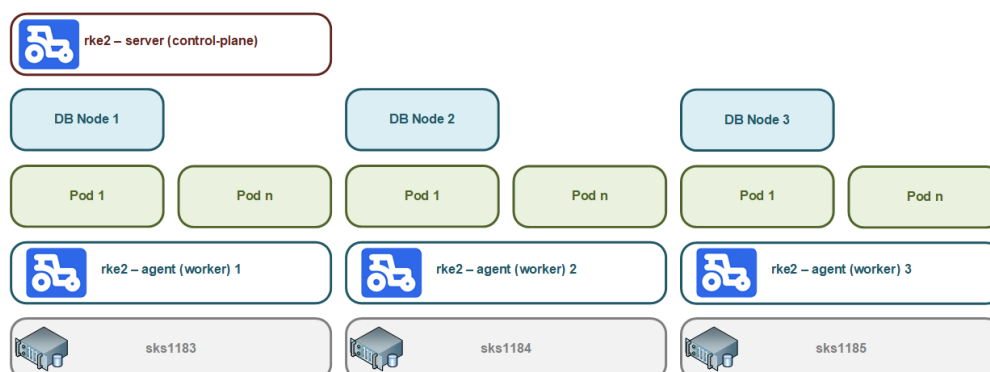 rke2 – server (control-plane)
DB Node 1
DB Node 2
DB Node 3
Pod 1
Pod n
Pod 1
Pod n
Pod 1
Pod n
rke2 – agent (worker) 1
rke2 – agent (worker) 2
rke2 – agent (worker) 3
sks1183
sks1184
sks1185